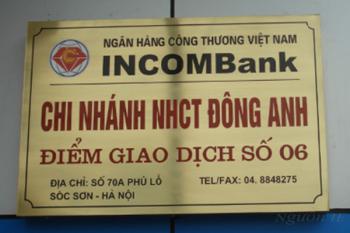 NGÂN HÀNG CÔNG THƯƠNG VIỆT NAM
INCOMBank
CHI NHÁNH NHCT ĐÔNG ANH
ĐIỂM GIAO DỊCH SỐ 06
ĐỊA CHỈ: SỐ 70A PHỦ LỖ TEL/FAX: 04. 8848275
SÓC SƠN - HÀ NỘI